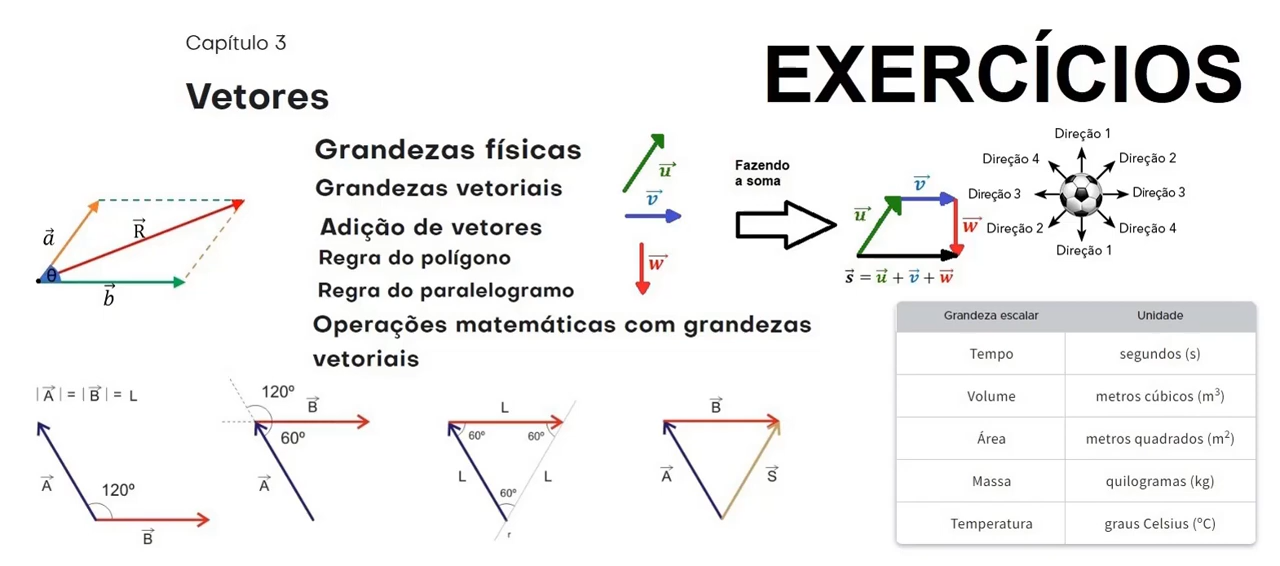 Capítulo 3
Vetores
EXERCÍCIOS
Grandezas físicas
Grandezas vetoriais
Adição de vetores
Regra do polígono
Regra do paralelogramo
Operações matemáticas com grandezas
vetoriais
a⃗
R⃗
θ
b⃗
u⃗
v⃗
w⃗
Fazendo
a soma
v⃗
u⃗
w⃗
s⃗ = u⃗ + v⃗ + w⃗
Direção 1
Direção 4
Direção 2
Direção 3
Direção 3
Direção 2
Direção 4
Direção 1
Grandeza escalar Unidade
Tempo segundos (s)
Volume metros cúbicos (m³)
Área metros quadrados (m²)
Massa quilogramas (kg)
Temperatura graus Celsius (ºC)
|A⃗| = |B⃗| = L
A⃗
120º
B⃗
120º
B⃗
60º
A⃗
L
60º
60º
L
L
60º
r
B⃗
A⃗
S⃗